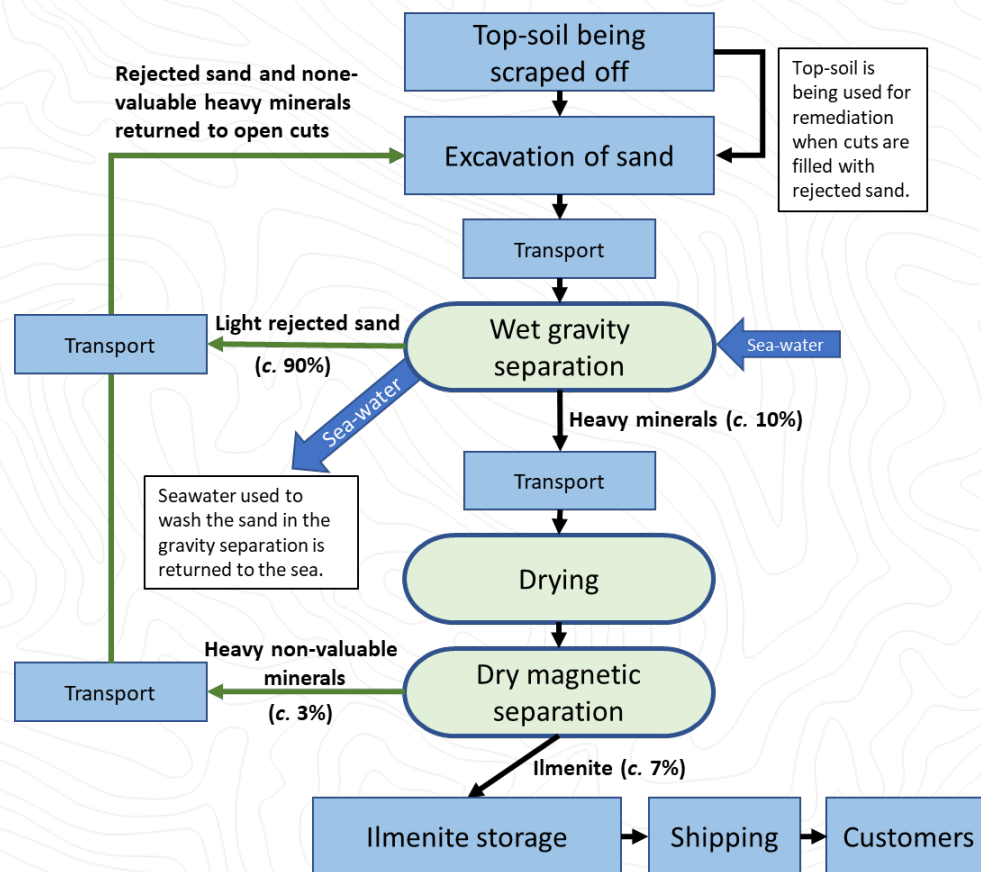 Top-soil being
scraped off
Rejected sand and none-
valuable heavy minerals
returned to open cuts
Top-soil is
being used for
remediation
when cuts are
filled with
rejected sand.
Excavation of sand
Transport
Light rejected sand
(c. 90%)
Transport
Wet gravity
separation
Sea-water
Sea-water
Heavy minerals (c. 10%)
Transport
Seawater used to
wash the sand in the
gravity separation is
returned to the sea.
Drying
Heavy non-valuable
minerals
(c. 3%)
Transport
Dry magnetic
separation
Ilmenite (c. 7%)
Ilmenite storage
Shipping
Customers